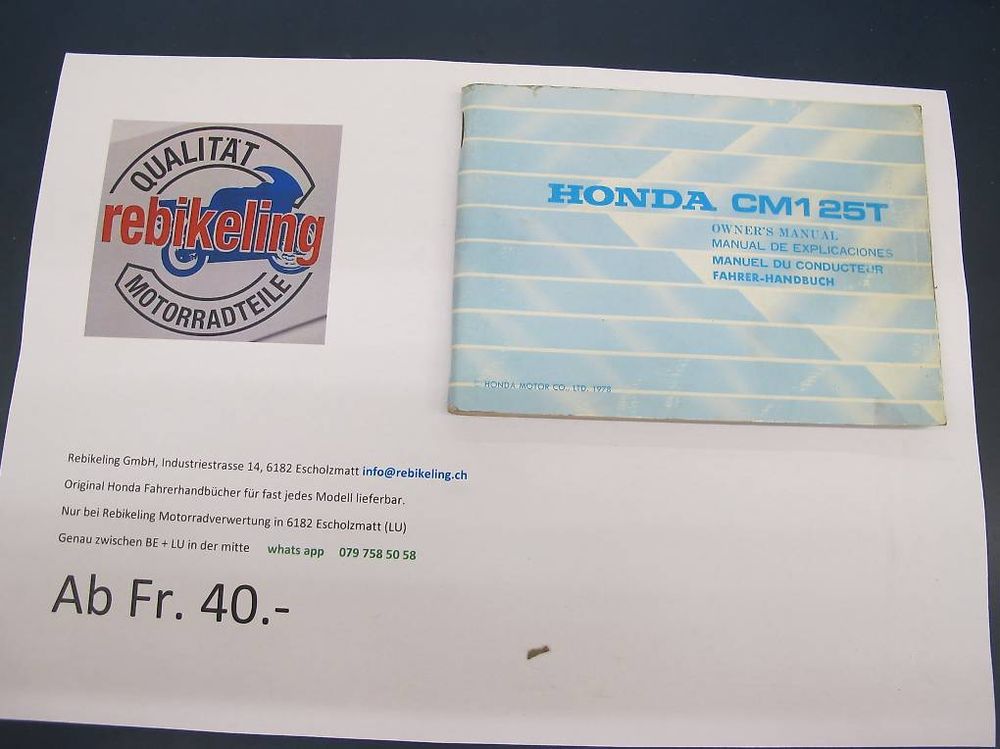 QUALITÄT
rebikeling
MOTORRADTEILE
HONDA CM125T
OWNER'S MANUAL
MANUAL DE EXPLICACIONES
MANUEL DU CONDUCTEUR
FAHRER-HANDBUCH
© HONDA MOTOR CO., LTD. 1978
Rebikeling GmbH, Industriestrasse 14, 6182 Escholzmatt info@rebikeling.ch
Original Honda Fahrerhandbücher für fast jedes Modell lieferbar.
Nur bei Rebikeling Motorradverwertung in 6182 Escholzmatt (LU)
Genau zwischen BE + LU in der mitte whats app 079 758 50 58
Ab Fr. 40.-